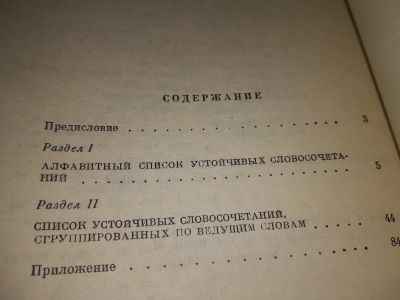 СОДЕРЖАНИЕ
Предисловие . . . . . . . . . . . . . 3
Раздел I
АЛФАВИТНЫЙ СПИСОК УСТОЙЧИВЫХ СЛОВОСОЧЕТА-
НИЙ . . . . . . . . . . . . . . . . 5
Раздел II
СПИСОК УСТОЙЧИВЫХ СЛОВОСОЧЕТАНИЙ,
СГРУППИРОВАННЫХ ПО ВЕДУЩИМ СЛОВАМ . . . . . 44
Приложение . . . . . . . . . . . . . 84